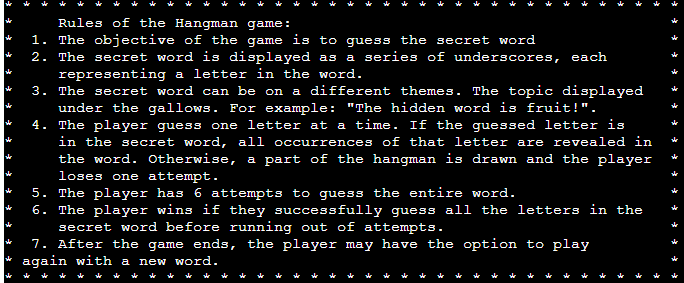 * * * * * * * * * * * * * * * * * * * * * * * * * * * * * * * * * * * * * *
* Rules of the Hangman game: *
* 1. The objective of the game is to guess the secret word *
* 2. The secret word is displayed as a series of underscores, each *
* representing a letter in the word. *
* 3. The secret word can be on a different themes. The topic displayed *
* under the gallows. For example: "The hidden word is fruit!". *
* 4. The player guess one letter at a time. If the guessed letter is *
* in the secret word, all occurrences of that letter are revealed in *
* the word. Otherwise, a part of the hangman is drawn and the player *
* loses one attempt. *
* 5. The player has 6 attempts to guess the entire word. *
* 6. The player wins if they successfully guess all the letters in the *
* secret word before running out of attempts. *
* 7. After the game ends, the player may have the option to play *
* again with a new word. *
* * * * * * * * * * * * * * * * * * * * * * * * * * * * * * * * * * * * * *